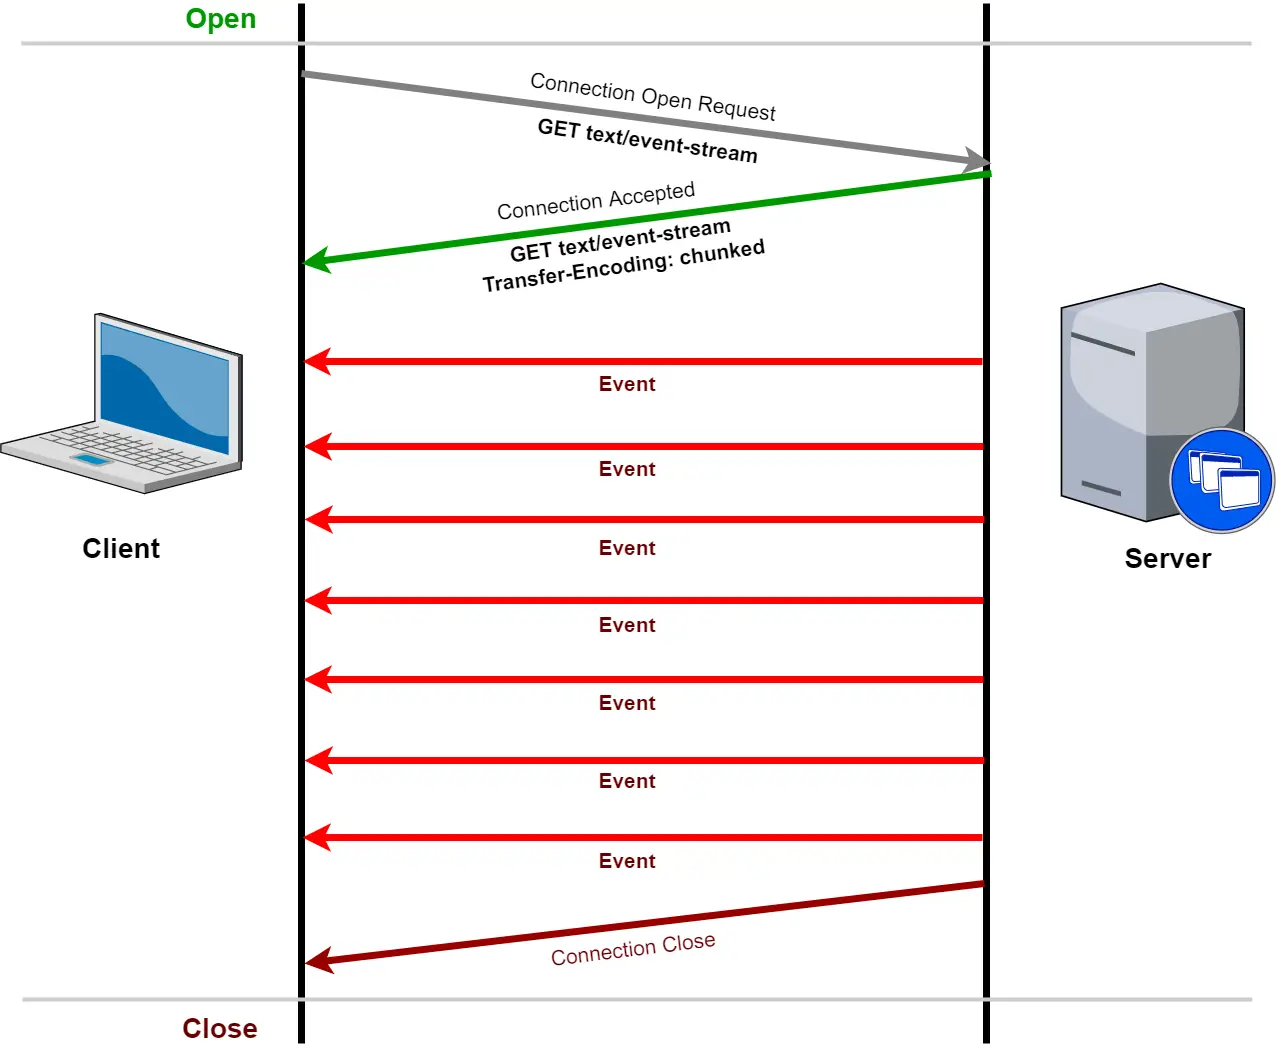 Open
Connection Open Request
GET text/event-stream
Connection Accepted
GET text/event-stream
Transfer-Encoding: chunked
Event
Event
Event
Client
Server
Event
Event
Event
Event
Connection Close
Close